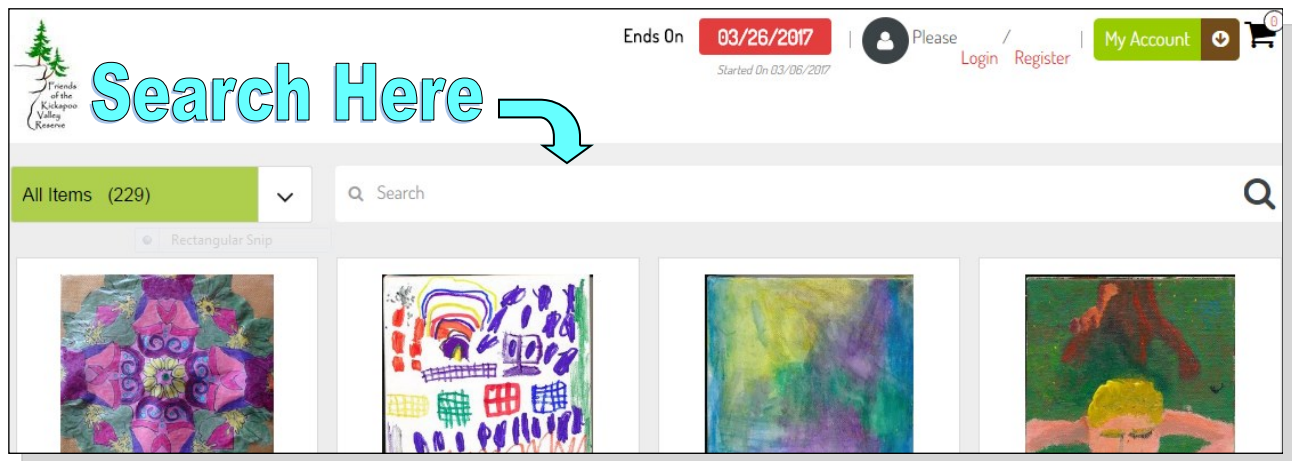 Friends
of the
Kickapoo
Valley
Reserve
Search Here
Ends On 03/26/2017
Started On 03/06/2017
Please / Login Register
My Account
0
All Items (229)
Search
Rectangular Snip